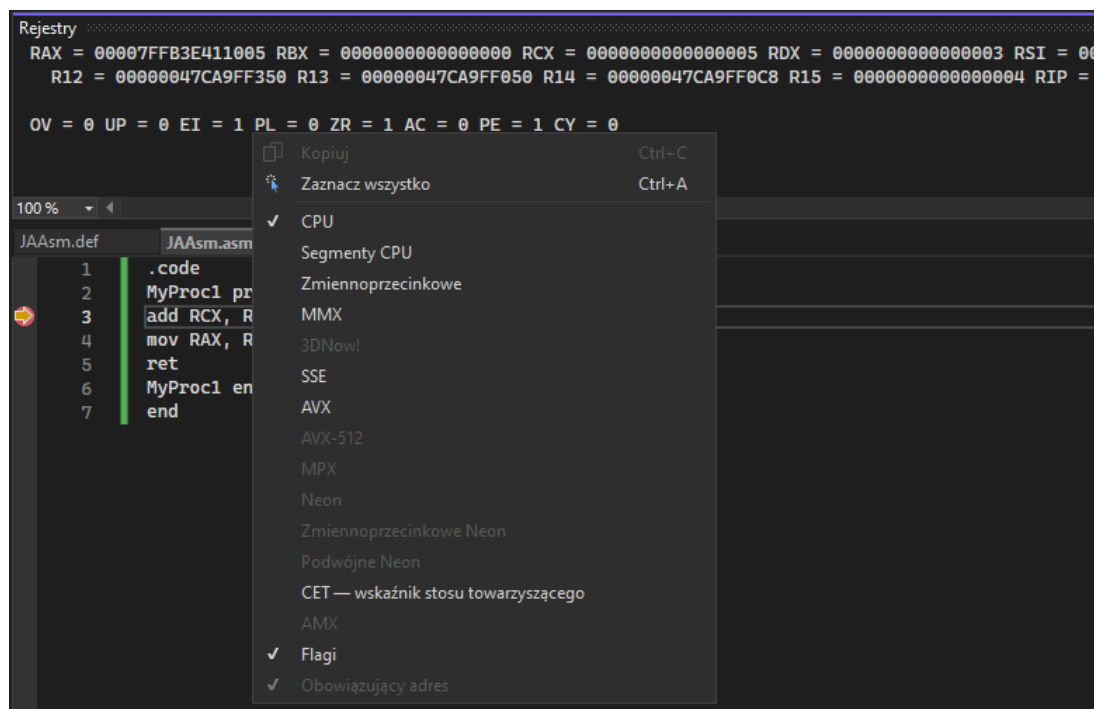 Rejestry
RAX = 00007FFB3E411005 RBX = 0000000000000000 RCX = 0000000000000005 RDX = 0000000000000003 RSI = 00
R12 = 00000047CA9FF350 R13 = 00000047CA9FF050 R14 = 00000047CA9FF0C8 R15 = 0000000000000004 RIP =
OV = 0 UP = 0 EI = 1 PL = 0 ZR = 1 AC = 0 PE = 1 CY = 0
Kopiuj Ctrl+C
Zaznacz wszystko Ctrl+A
100 %
CPU
JAAsm.def JAAsm.asm
Segmenty CPU
1 .code
Zmiennoprzecinkowe
2 MyProc1 pr
MMX
3 add RCX, R
3DNow!
4 mov RAX, R
5 ret
SSE
6 MyProc1 en
AVX
7 end
AVX-512
MPX
Neon
Zmiennoprzecinkowe Neon
Podwójne Neon
CET — wskaźnik stosu towarzyszącego
AMX
Flagi
Obowiązujący adres